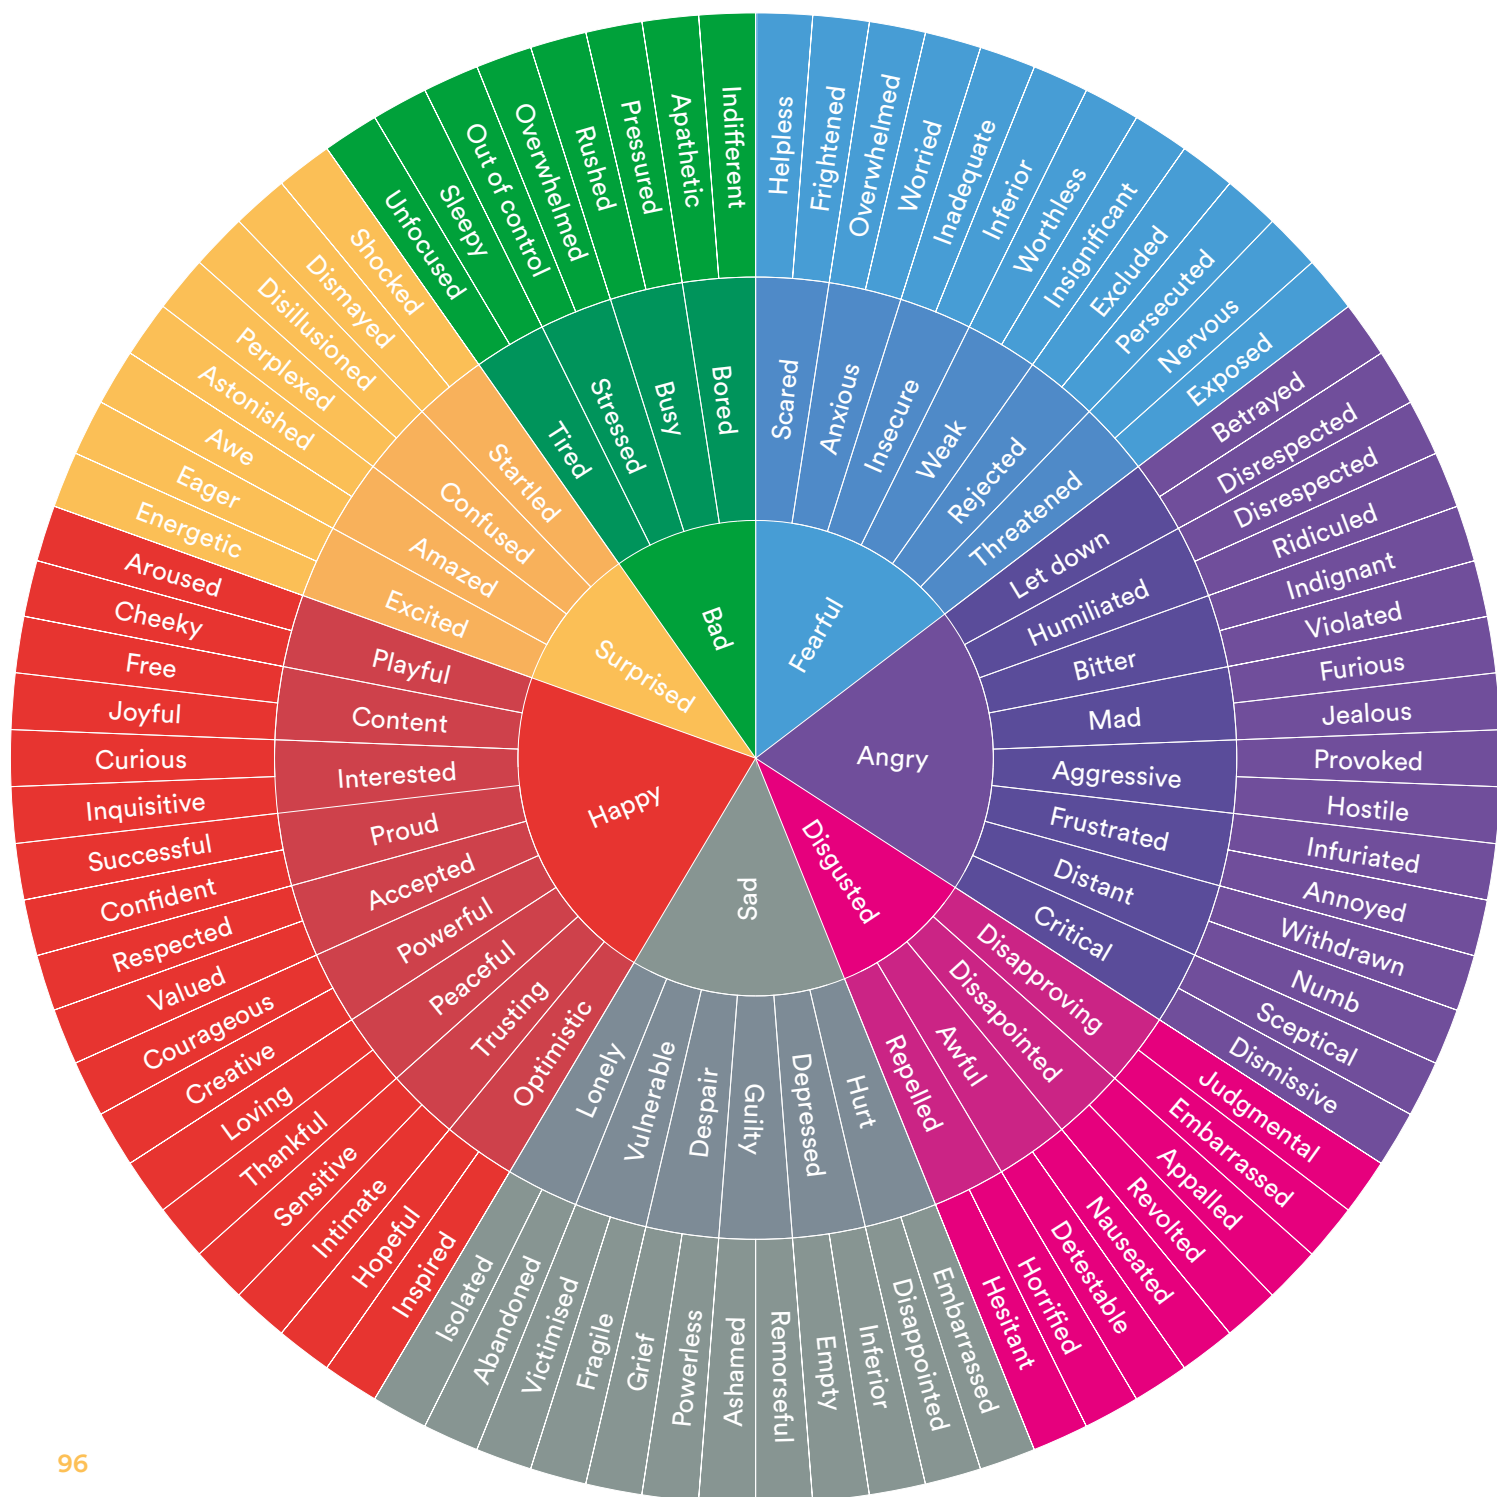 Fearful
Angry
Disgusted
Sad
Happy
Surprised
Bad
Scared
Anxious
Insecure
Weak
Rejected
Threatened
Let down
Humiliated
Bitter
Mad
Aggressive
Frustrated
Distant
Critical
Disapproving
Dissapointed
Awful
Repelled
Hurt
Depressed
Guilty
Despair
Vulnerable
Lonely
Optimistic
Trusting
Peaceful
Powerful
Accepted
Proud
Interested
Content
Playful
Excited
Amazed
Confused
Startled
Tired
Stressed
Busy
Bored
Helpless
Frightened
Overwhelmed
Worried
Inadequate
Inferior
Worthless
Insignificant
Excluded
Persecuted
Nervous
Exposed
Betrayed
Disrespected
Disrespected
Ridiculed
Indignant
Violated
Furious
Jealous
Provoked
Hostile
Infuriated
Annoyed
Withdrawn
Numb
Sceptical
Dismissive
Judgmental
Embarrassed
Appalled
Revolted
Nauseated
Detestable
Horrified
Hesitant
Embarrassed
Disappointed
Inferior
Empty
Remorseful
Ashamed
Powerless
Grief
Fragile
Victimised
Abandoned
Isolated
Inspired
Hopeful
Intimate
Sensitive
Thankful
Loving
Creative
Courageous
Valued
Respected
Confident
Successful
Inquisitive
Curious
Joyful
Free
Cheeky
Aroused
Energetic
Eager
Awe
Astonished
Perplexed
Disillusioned
Dismayed
Shocked
Unfocused
Sleepy
Out of control
Overwhelmed
Rushed
Pressured
Apathetic
Indifferent
96